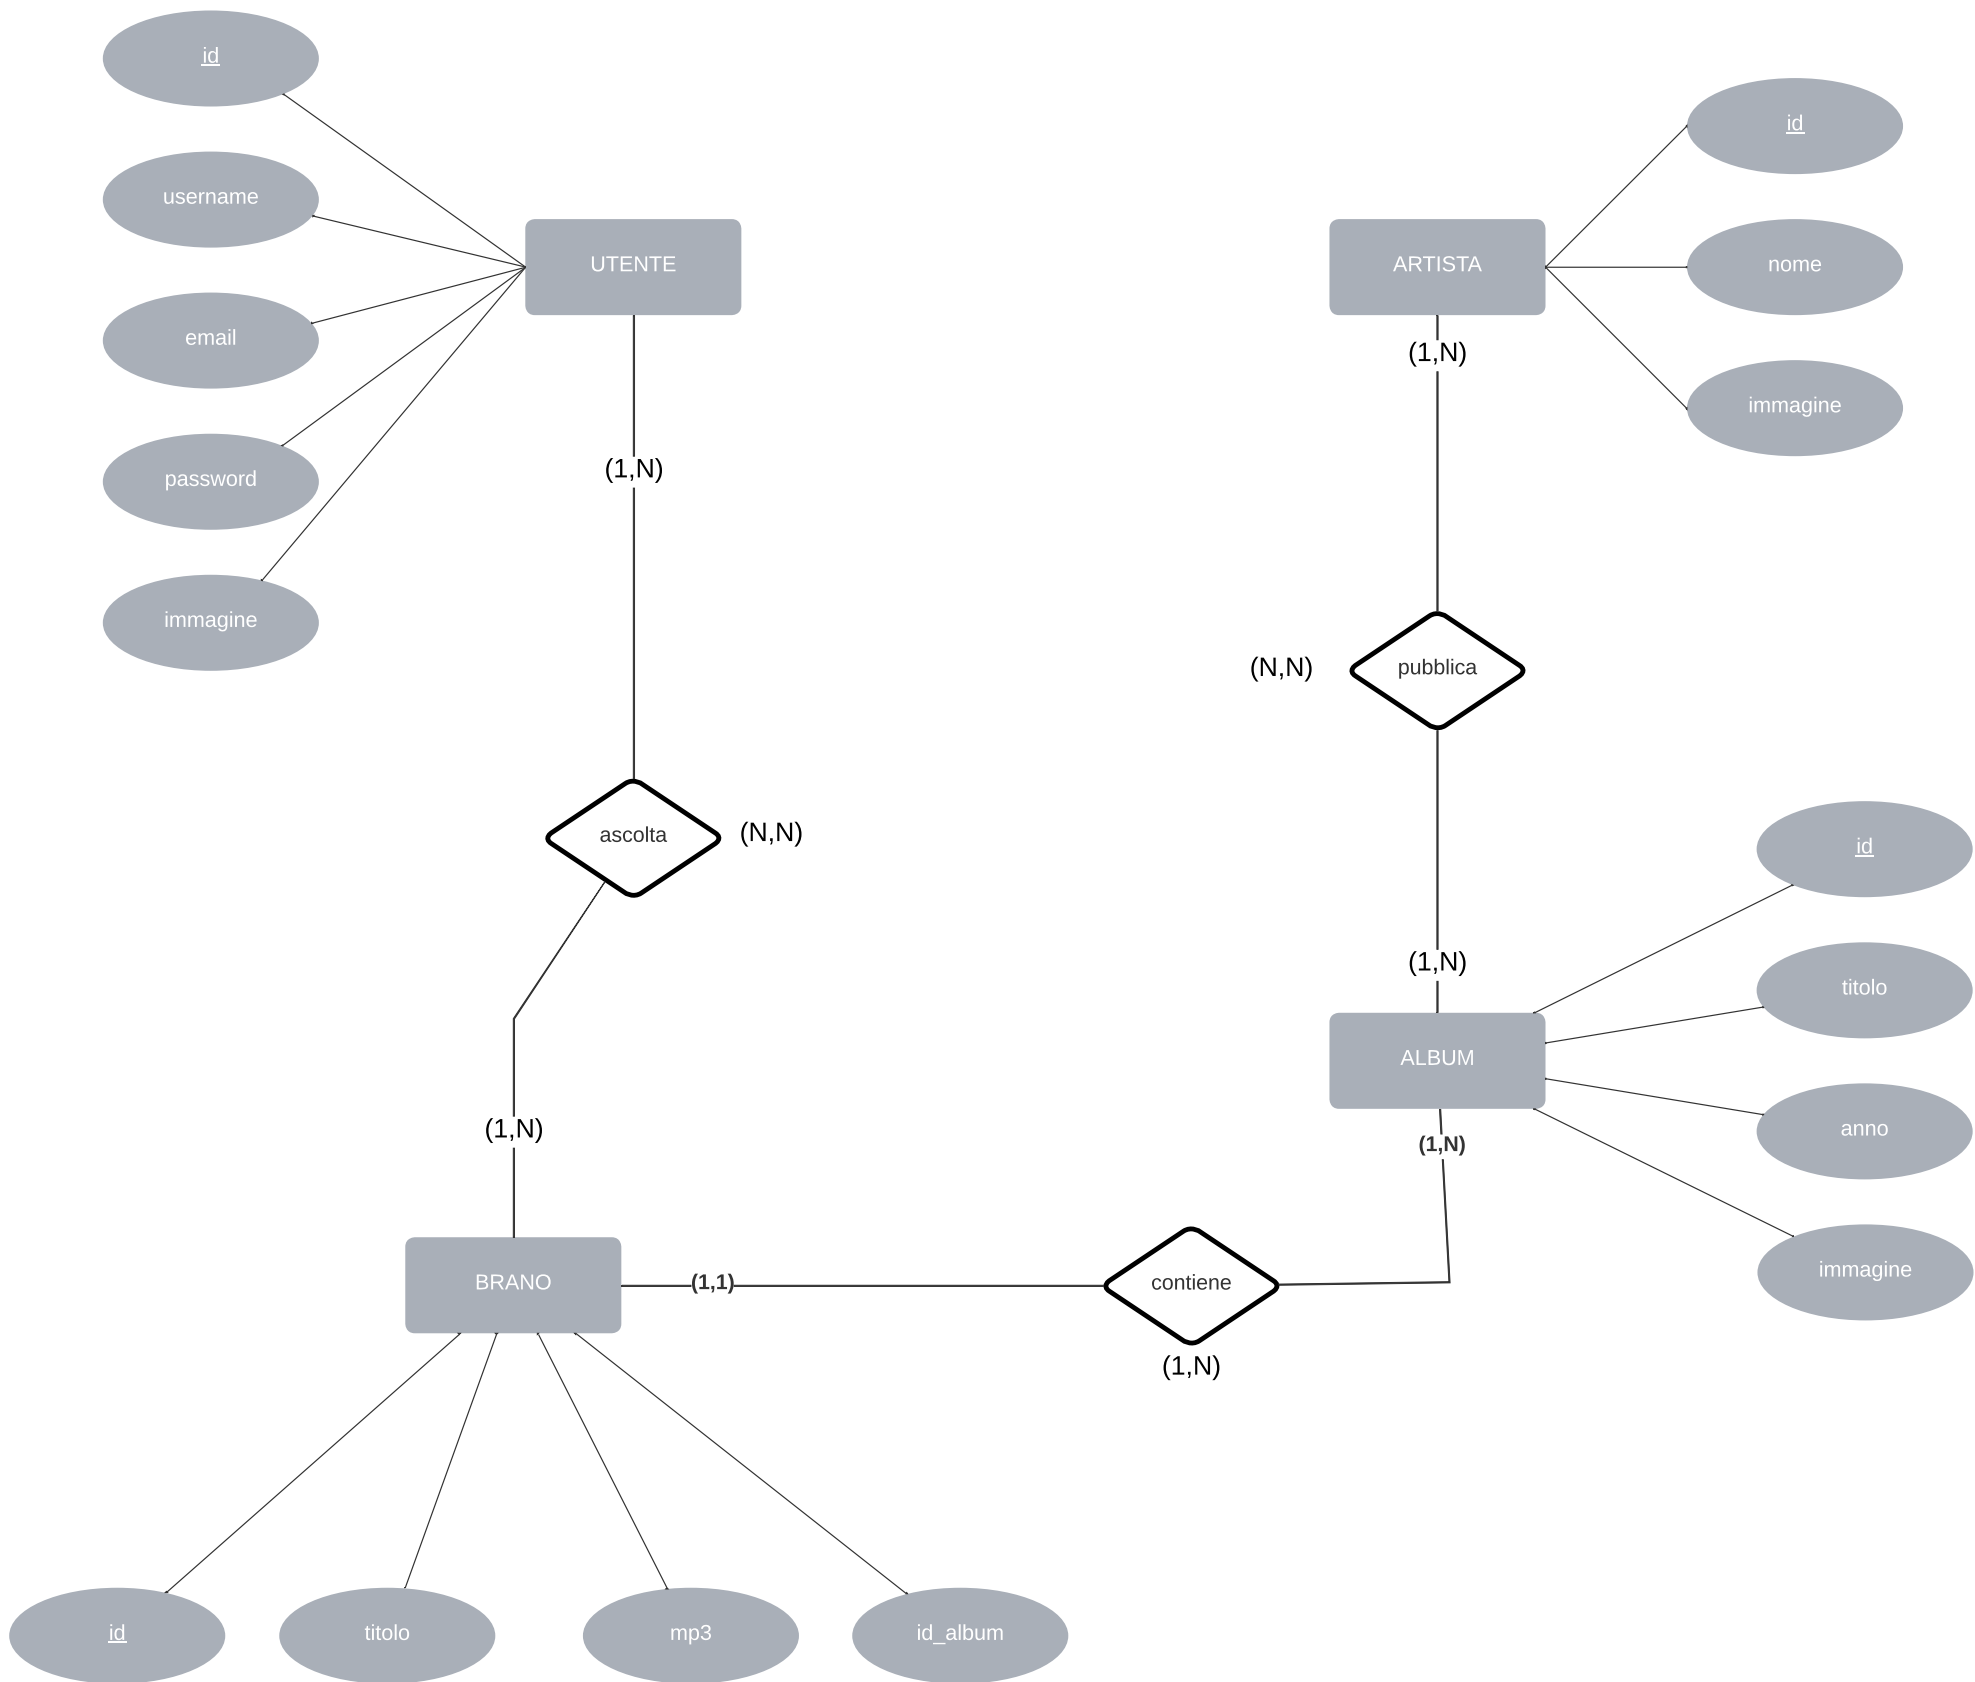 id
username
email
password
immagine
UTENTE
(1,N)
ascolta
(N,N)
(1,N)
BRANO
id
titolo
mp3
id_album
(1,1)
contiene
(1,N)
ARTISTA
id
nome
immagine
(1,N)
pubblica
(N,N)
(1,N)
ALBUM
(1,N)
id
titolo
anno
immagine